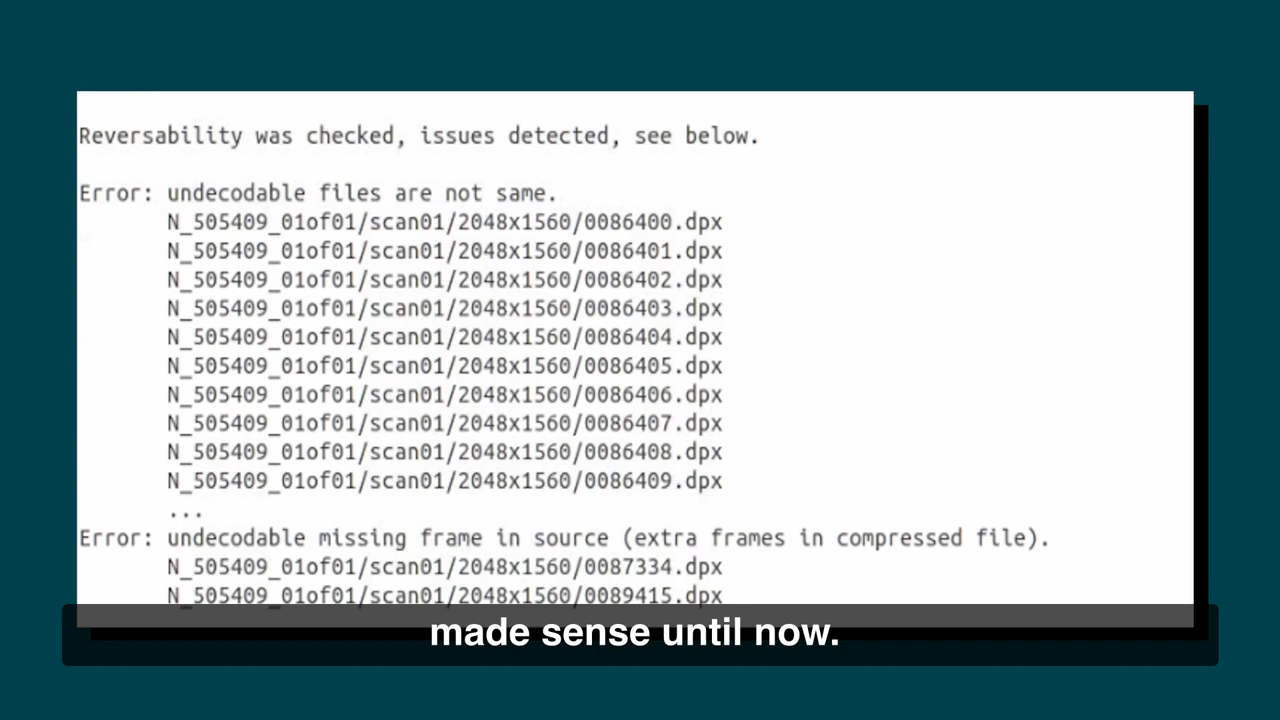 Reversability was checked, issues detected, see below.
Error: undecodable files are not same.
N_505409_01of01/scan01/2048x1560/0086400.dpx
N_505409_01of01/scan01/2048x1560/0086401.dpx
N_505409_01of01/scan01/2048x1560/0086402.dpx
N_505409_01of01/scan01/2048x1560/0086403.dpx
N_505409_01of01/scan01/2048x1560/0086404.dpx
N_505409_01of01/scan01/2048x1560/0086405.dpx
N_505409_01of01/scan01/2048x1560/0086406.dpx
N_505409_01of01/scan01/2048x1560/0086407.dpx
N_505409_01of01/scan01/2048x1560/0086408.dpx
N_505409_01of01/scan01/2048x1560/0086409.dpx
...
Error: undecodable missing frame in source (extra frames in compressed file).
N_505409_01of01/scan01/2048x1560/0087334.dpx
N_505409_01of01/scan01/2048x1560/0089415.dpx
made sense until now.